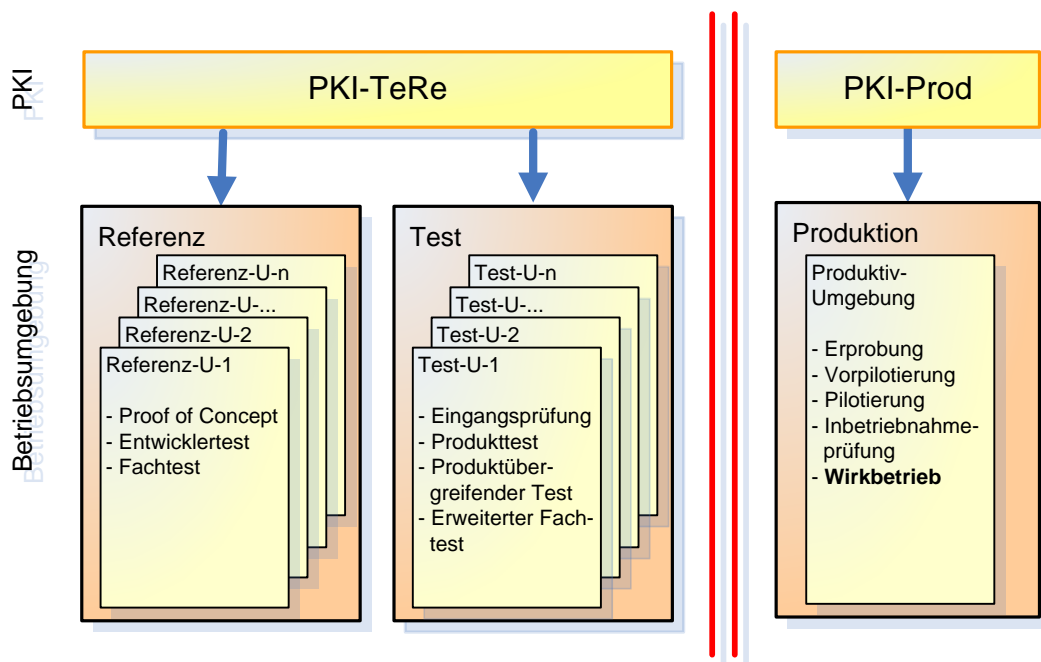 PKI
PKI-TeRe
PKI-Prod
Betriebsumgebung
Referenz
Referenz-U-n
Referenz-U-...
Referenz-U-2
Referenz-U-1
- Proof of Concept
- Entwicklertest
- Fachtest
Test
Test-U-n
Test-U-...
Test-U-2
Test-U-1
- Eingangsprüfung
- Produkttest
- Produktüber-
greifender Test
- Erweiterter Fach-
test
Produktion
Produktiv-
Umgebung
- Erprobung
- Vorpilotierung
- Pilotierung
- Inbetriebnahme-
prüfung
- Wirkbetrieb